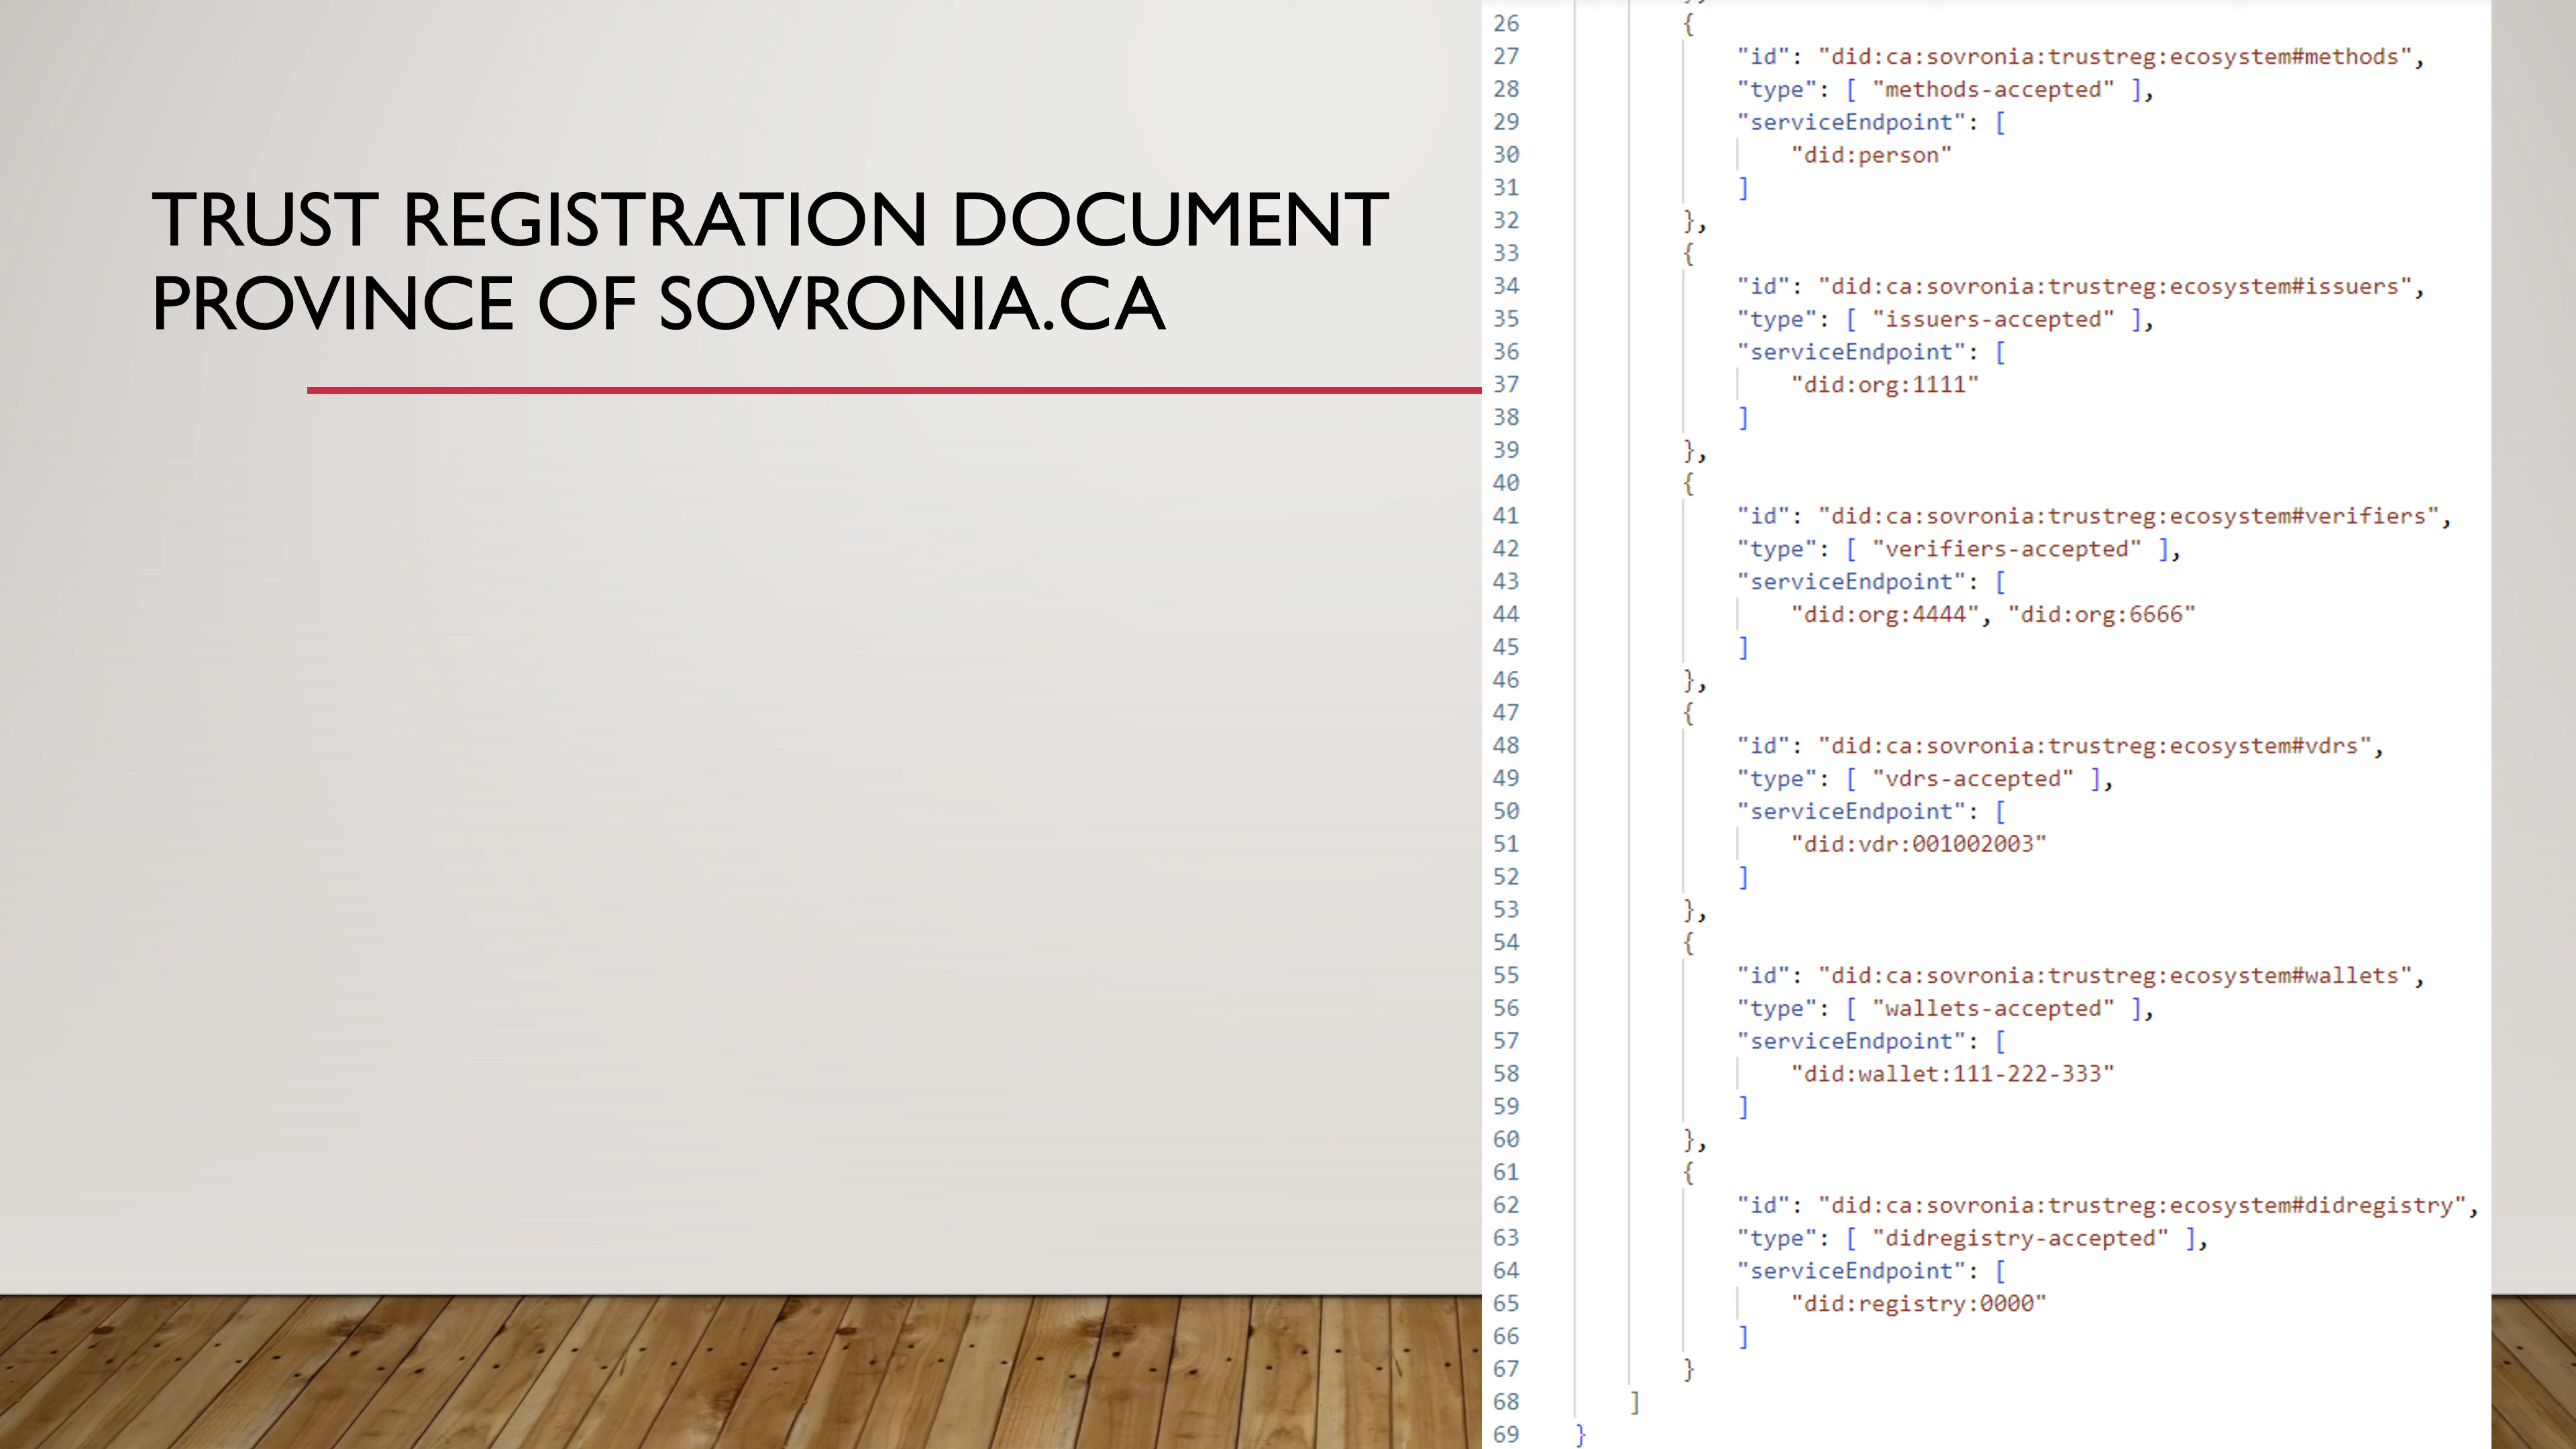 TRUST REGISTRATION DOCUMENT
PROVINCE OF SOVRONIA.CA
26 {
27 "id": "did:ca:sovronia:trustreg:ecosystem#methods",
28 "type": [ "methods-accepted" ],
29 "serviceEndpoint": [
30 "did:person"
31 ]
32 },
33 {
34 "id": "did:ca:sovronia:trustreg:ecosystem#issuers",
35 "type": [ "issuers-accepted" ],
36 "serviceEndpoint": [
37 "did:org:1111"
38 ]
39 },
40 {
41 "id": "did:ca:sovronia:trustreg:ecosystem#verifiers",
42 "type": [ "verifiers-accepted" ],
43 "serviceEndpoint": [
44 "did:org:4444", "did:org:6666"
45 ]
46 },
47 {
48 "id": "did:ca:sovronia:trustreg:ecosystem#vdrs",
49 "type": [ "vdrs-accepted" ],
50 "serviceEndpoint": [
51 "did:vdr:001002003"
52 ]
53 },
54 {
55 "id": "did:ca:sovronia:trustreg:ecosystem#wallets",
56 "type": [ "wallets-accepted" ],
57 "serviceEndpoint": [
58 "did:wallet:111-222-333"
59 ]
60 },
61 {
62 "id": "did:ca:sovronia:trustreg:ecosystem#didregistry",
63 "type": [ "didregistry-accepted" ],
64 "serviceEndpoint": [
65 "did:registry:0000"
66 ]
67 }
68 ]
69 }